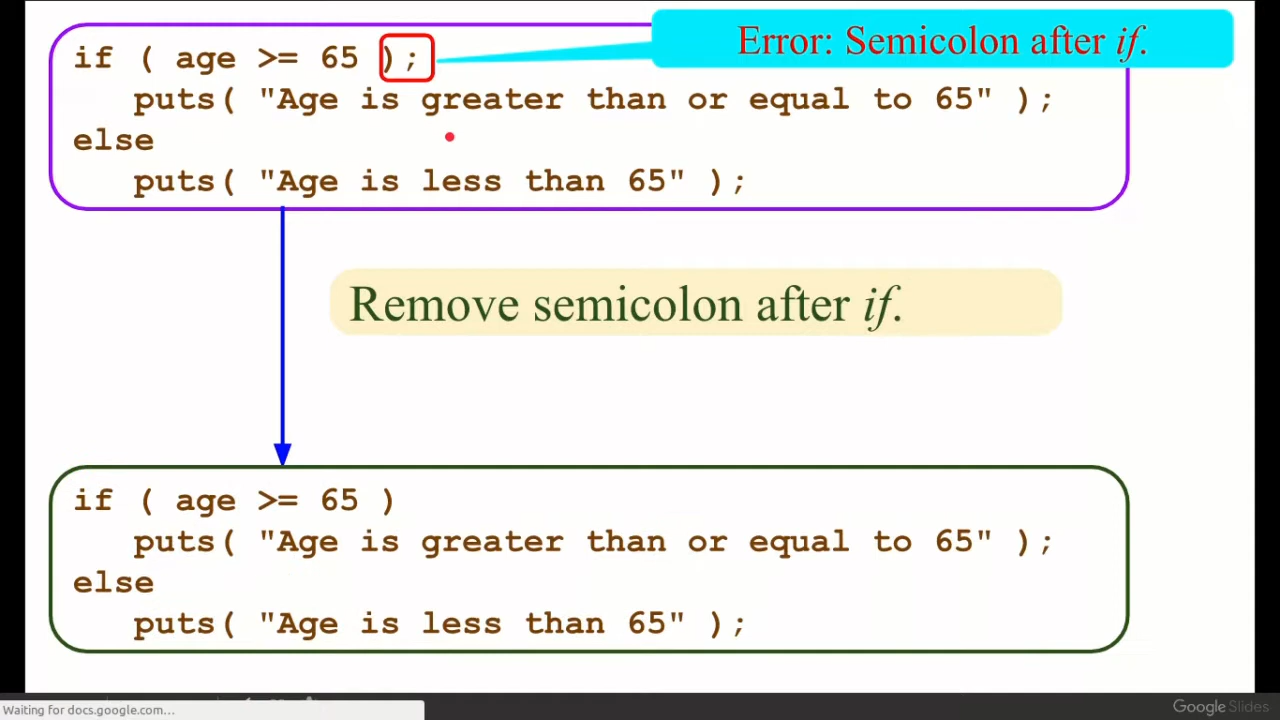 Error: Semicolon after if.
if ( age >= 65 );
puts( "Age is greater than or equal to 65" );
else
puts( "Age is less than 65" );
Remove semicolon after if.
if ( age >= 65 )
puts( "Age is greater than or equal to 65" );
else
puts( "Age is less than 65" );
Waiting for docs.google.com...
Google Slides